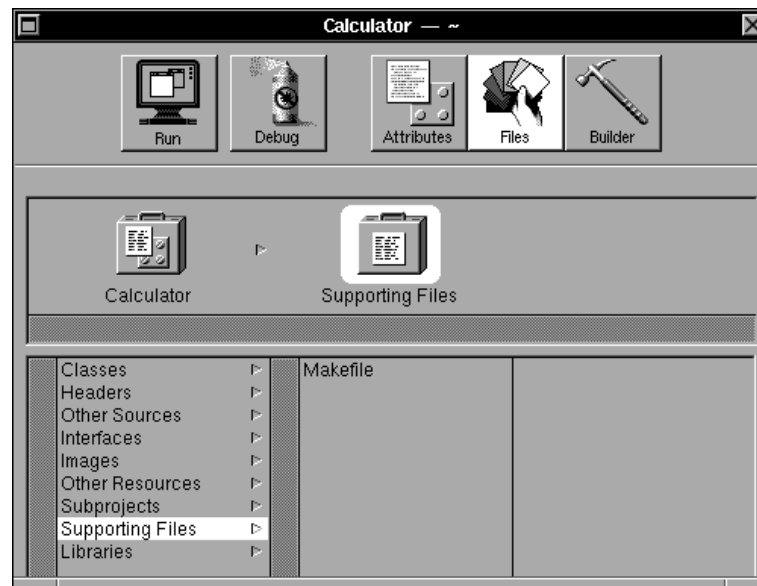 Calculator — ~
Run
Debug
Attributes
Files
Builder
Calculator
Supporting Files
Classes
Headers
Other Sources
Interfaces
Images
Other Resources
Subprojects
Supporting Files
Libraries
Makefile